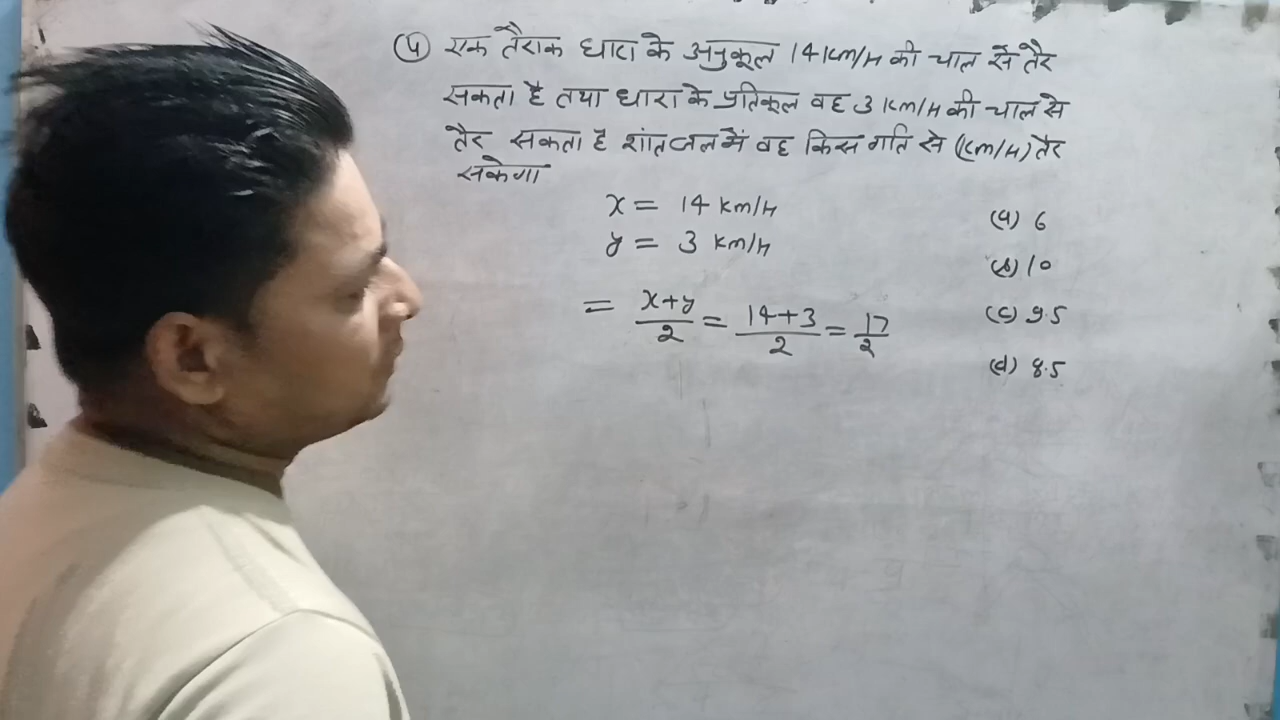 (4) एक तैराक धारा के अनुकूल 14 km/H की चाल से तैर
सकता है तथा धारा के प्रतिकूल वह 3 km/H की चाल से
तैर सकता है शांतजल में वह किस गति से (km/H) तैर
सकेगा
x = 14 km/H
y = 3 km/H
= x+y/2 = 14+3/2 = 17/2
(a) 6
(b) 10
(c) 9.5
(d) 8.5